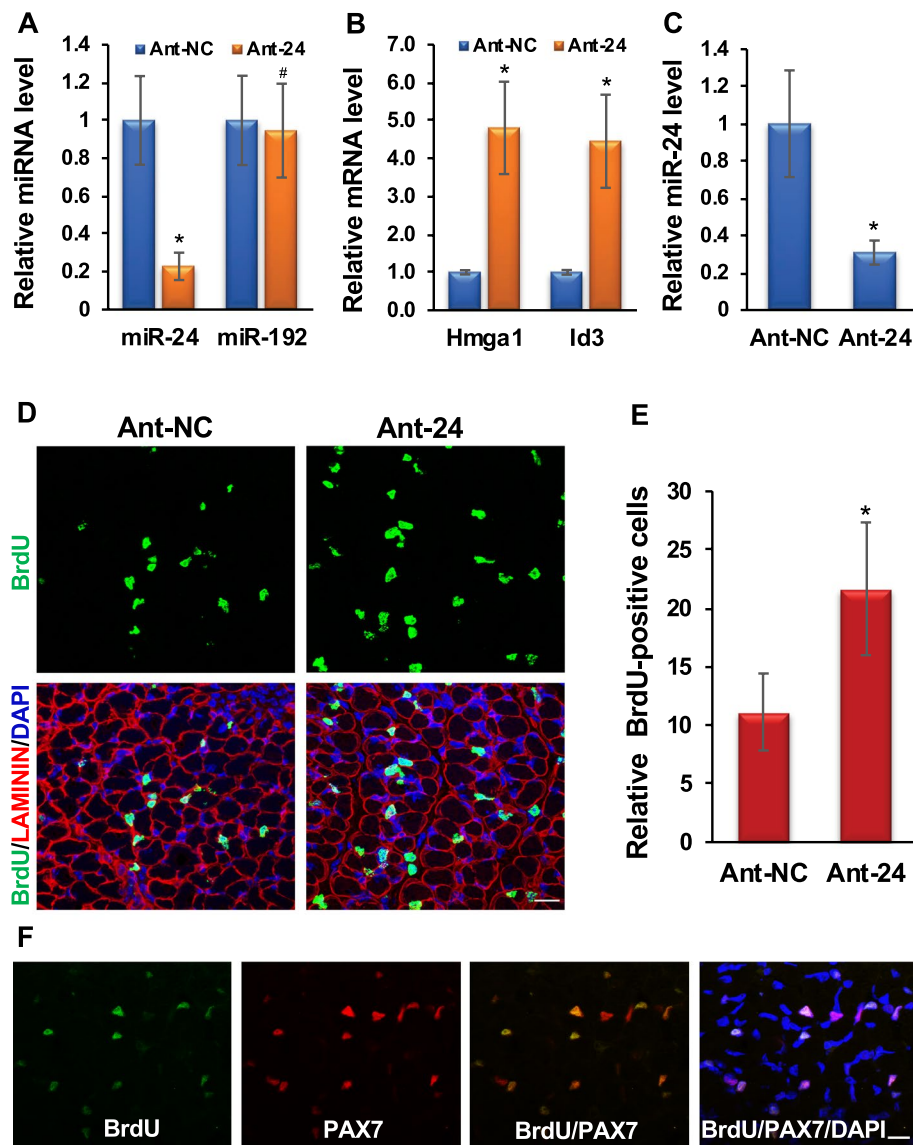 A
Ant-NC Ant-24
Relative miRNA level
1.4
1.2
1
0.8
0.6
0.4
0.2
0
*
#
miR-24 miR-192
B
Ant-NC Ant-24
Relative mRNA level
7.0
6.0
5.0
4.0
3.0
2.0
1.0
0.0
*
*
Hmga1 Id3
C
Relative miR-24 level
1.4
1.2
1
0.8
0.6
0.4
0.2
0
*
Ant-NC Ant-24
D
Ant-NC Ant-24
BrdU
BrdU/LAMININ/DAPI
E
Relative BrdU-positive cells
30
25
20
15
10
5
0
*
Ant-NC Ant-24
F
BrdU PAX7 BrdU/PAX7 BrdU/PAX7/DAPI